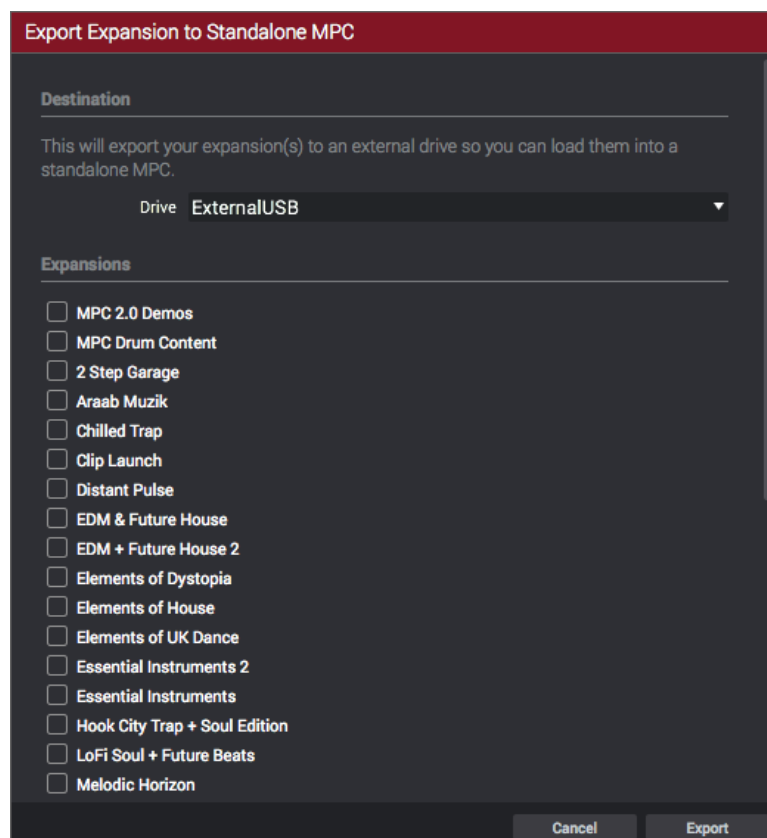 Export Expansion to Standalone MPC
Destination
This will export your expansion(s) to an external drive so you can load them into a
standalone MPC.
Drive ExternalUSB
Expansions
MPC 2.0 Demos
MPC Drum Content
2 Step Garage
Araab Muzik
Chilled Trap
Clip Launch
Distant Pulse
EDM & Future House
EDM + Future House 2
Elements of Dystopia
Elements of House
Elements of UK Dance
Essential Instruments 2
Essential Instruments
Hook City Trap + Soul Edition
LoFi Soul + Future Beats
Melodic Horizon
Cancel Export